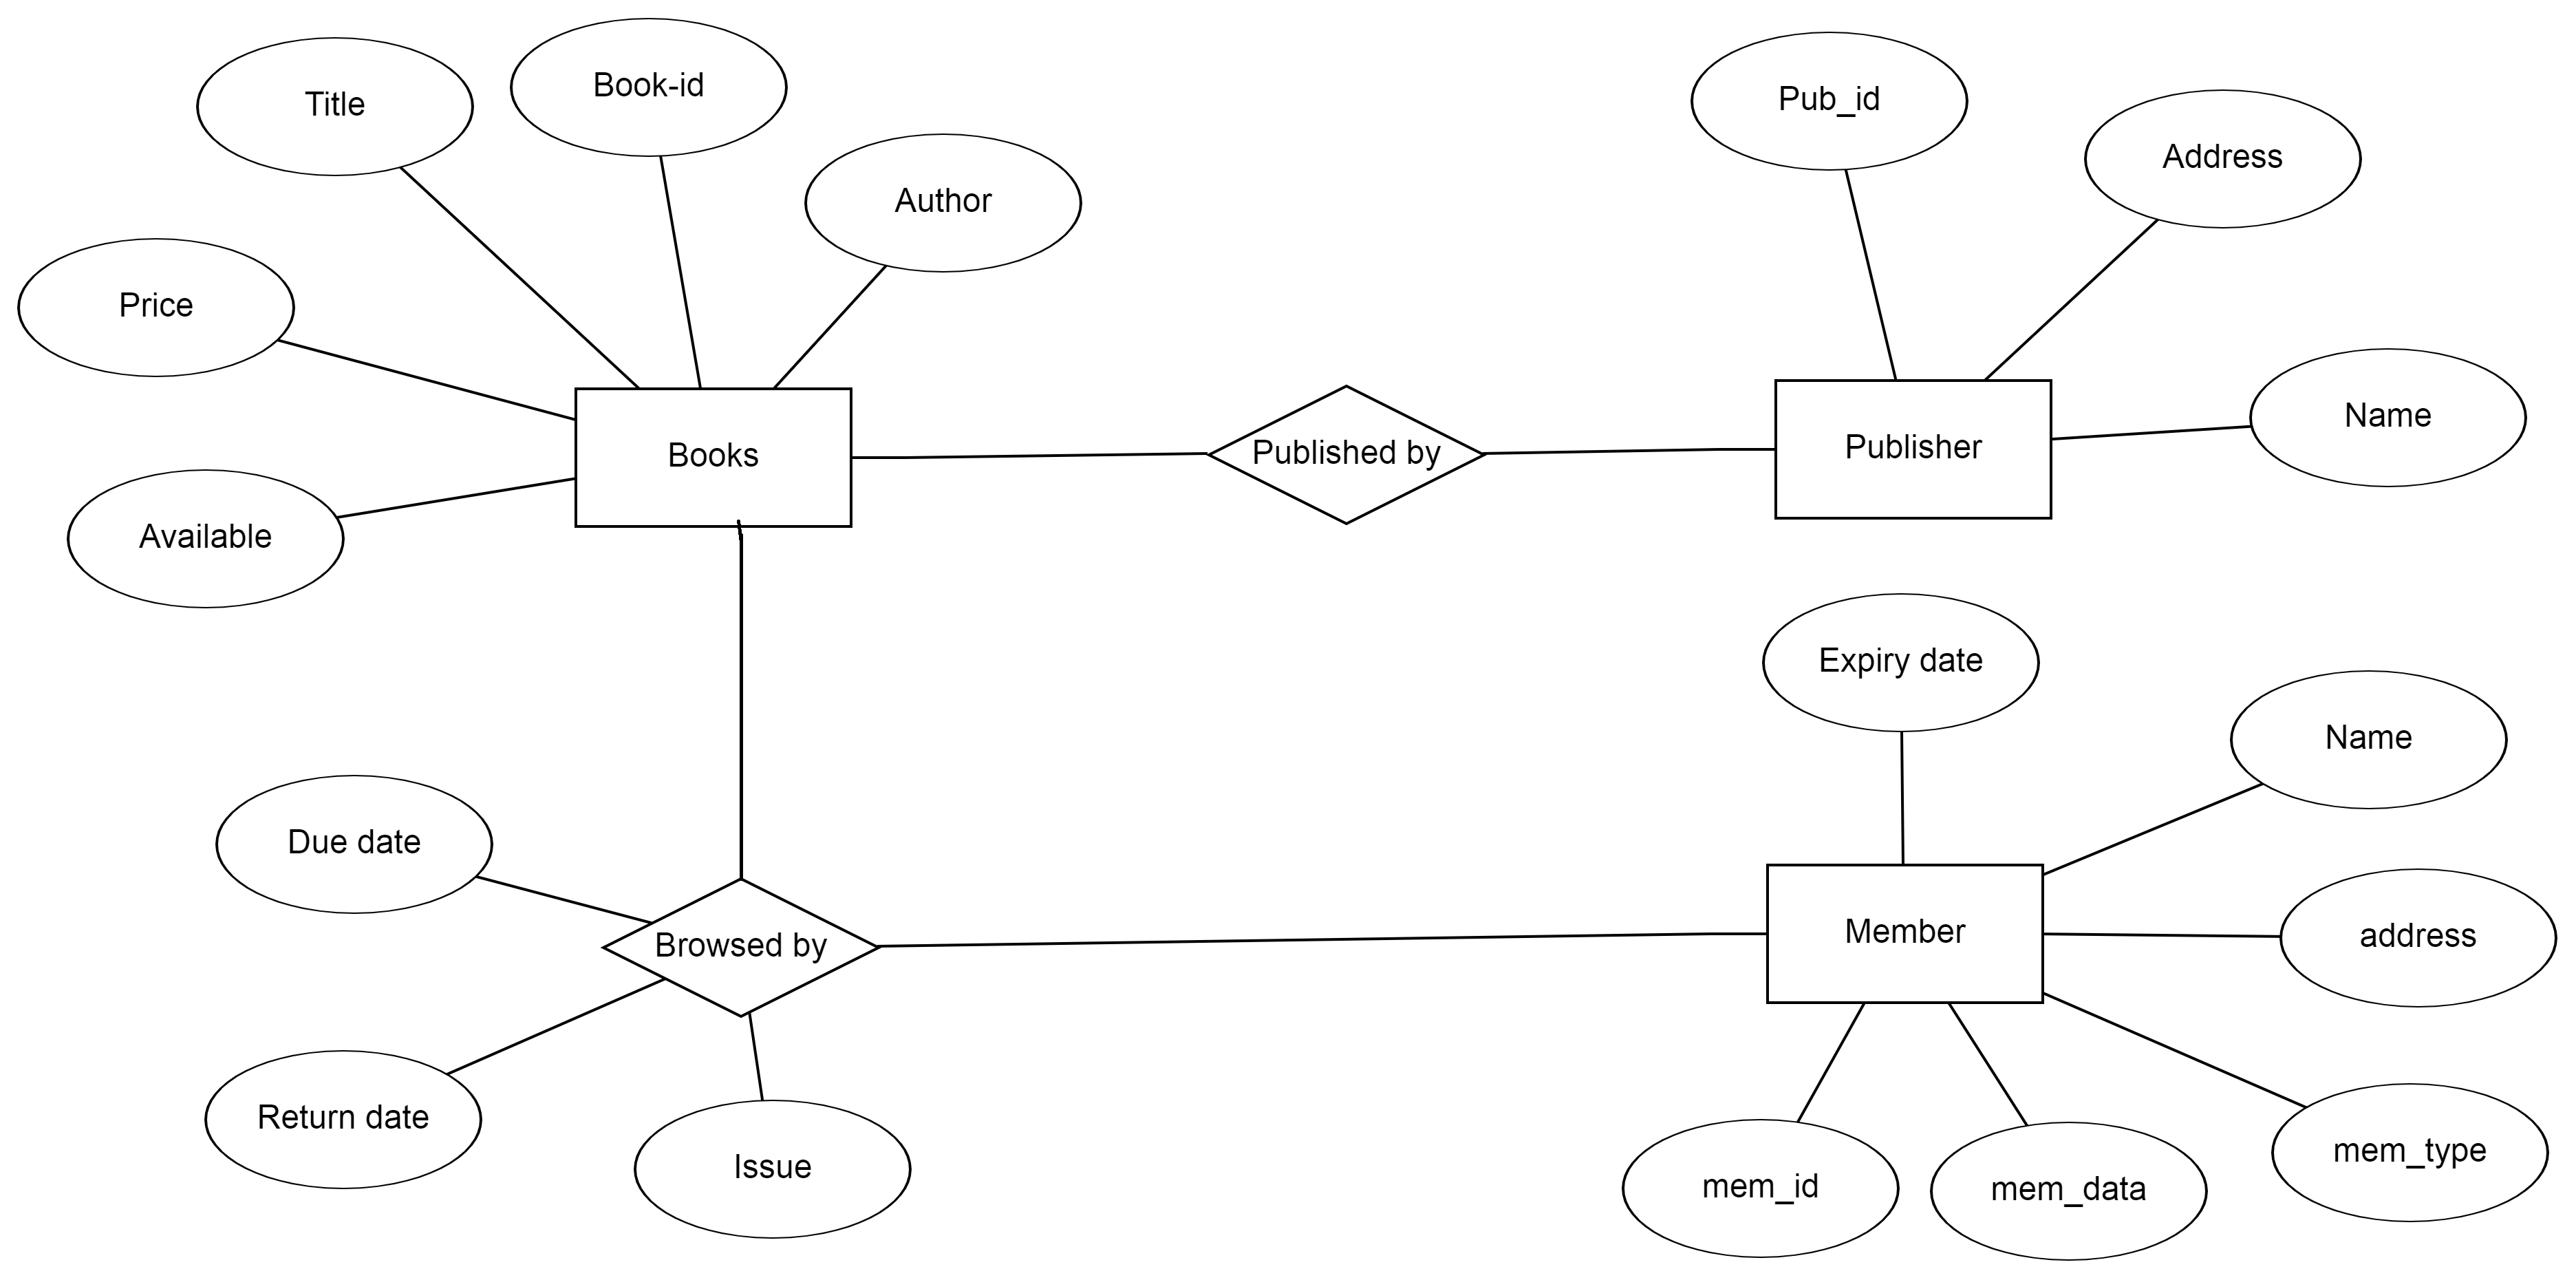 Title
Book-id
Author
Price
Available
Books
Published by
Pub_id
Address
Name
Publisher
Expiry date
Name
address
Member
mem_type
mem_id
mem_data
Due date
Browsed by
Return date
Issue